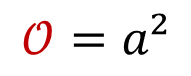 𝒪 = a²